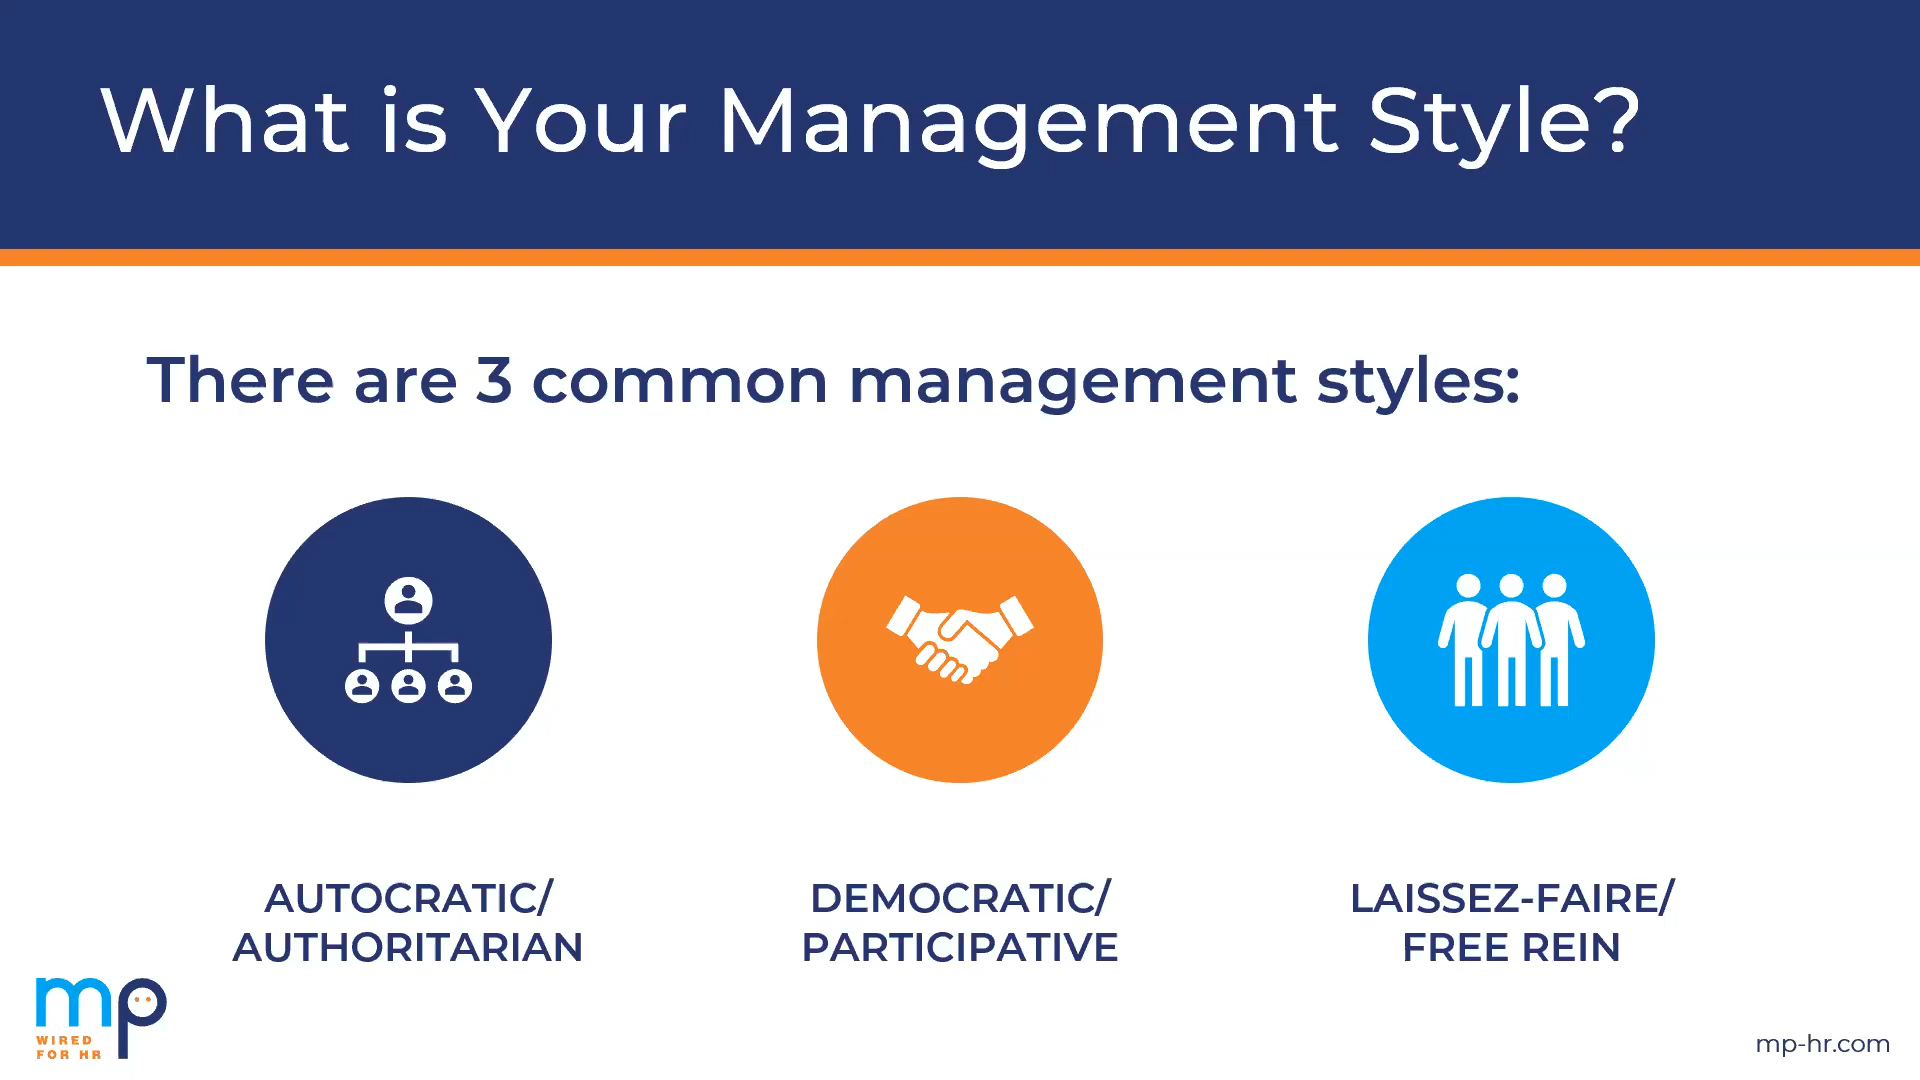 What is Your Management Style?
There are 3 common management styles:
AUTOCRATIC/
AUTHORITARIAN
DEMOCRATIC/
PARTICIPATIVE
LAISSEZ-FAIRE/
FREE REIN
mp
WIRED
FOR HR
mp-hr.com